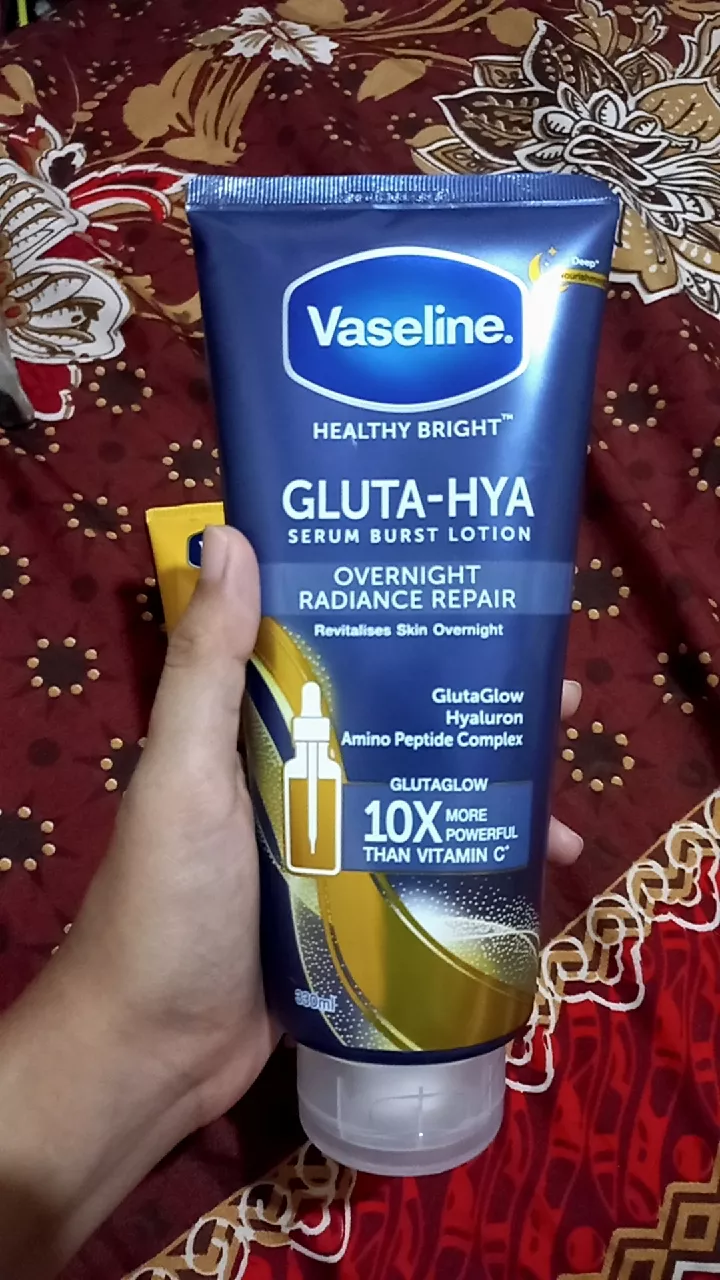 Deep*
Vaseline.
HEALTHY BRIGHT™
GLUTA-HYA
SERUM BURST LOTION
OVERNIGHT
RADIANCE REPAIR
Revitalises Skin Overnight
GlutaGlow
Hyaluron
Amino Peptide Complex
GLUTAGLOW
10X MORE
POWERFUL
THAN VITAMIN C*
330ml